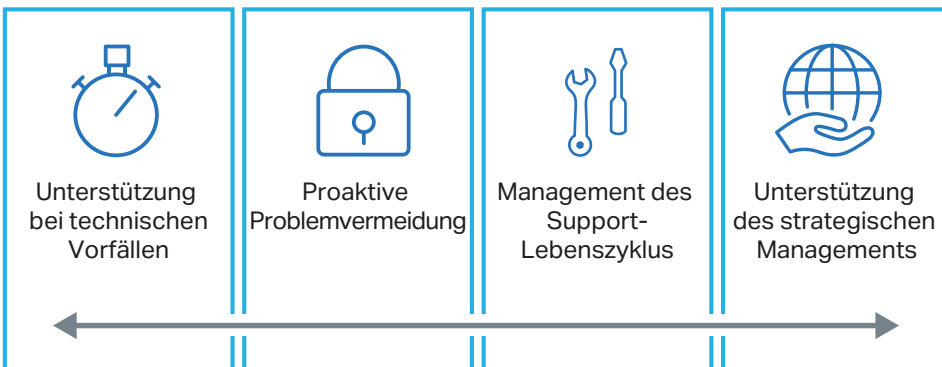 Unterstützung
bei technischen
Vorfällen
Proaktive
Problemvermeidung
Management des
Support-
Lebenszyklus
Unterstützung
des strategischen
Managements